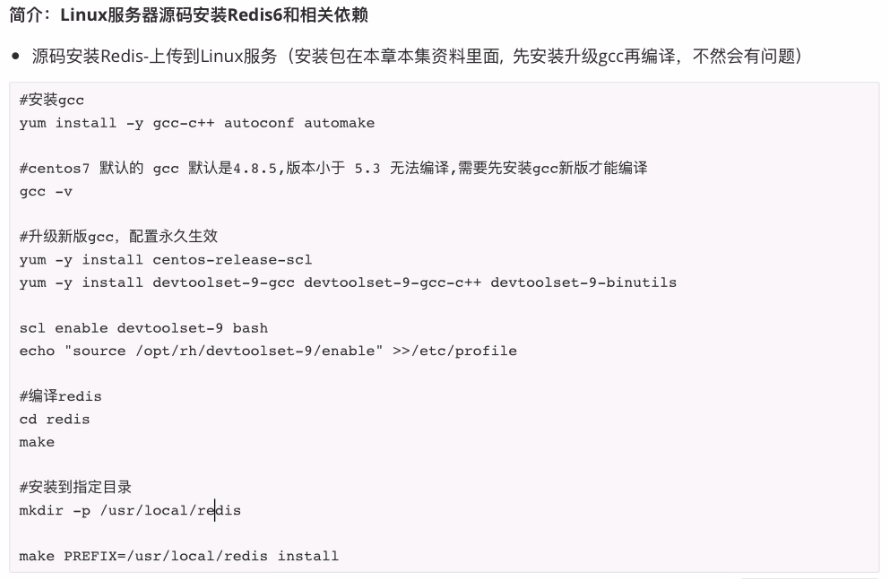 简介：Linux服务器源码安装Redis6和相关依赖
源码安装Redis-上传到Linux服务（安装包在本章本集资料里面, 先安装升级gcc再编译，不然会有问题）
#安装gcc
yum install -y gcc-c++ autoconf automake
#centos7 默认的 gcc 默认是4.8.5,版本小于 5.3 无法编译,需要先安装gcc新版才能编译
gcc -v
#升级新版gcc，配置永久生效
yum -y install centos-release-scl
yum -y install devtoolset-9-gcc devtoolset-9-gcc-c++ devtoolset-9-binutils
scl enable devtoolset-9 bash
echo "source /opt/rh/devtoolset-9/enable" >>/etc/profile
#编译redis
cd redis
make
#安装到指定目录
mkdir -p /usr/local/redis
make PREFIX=/usr/local/redis install